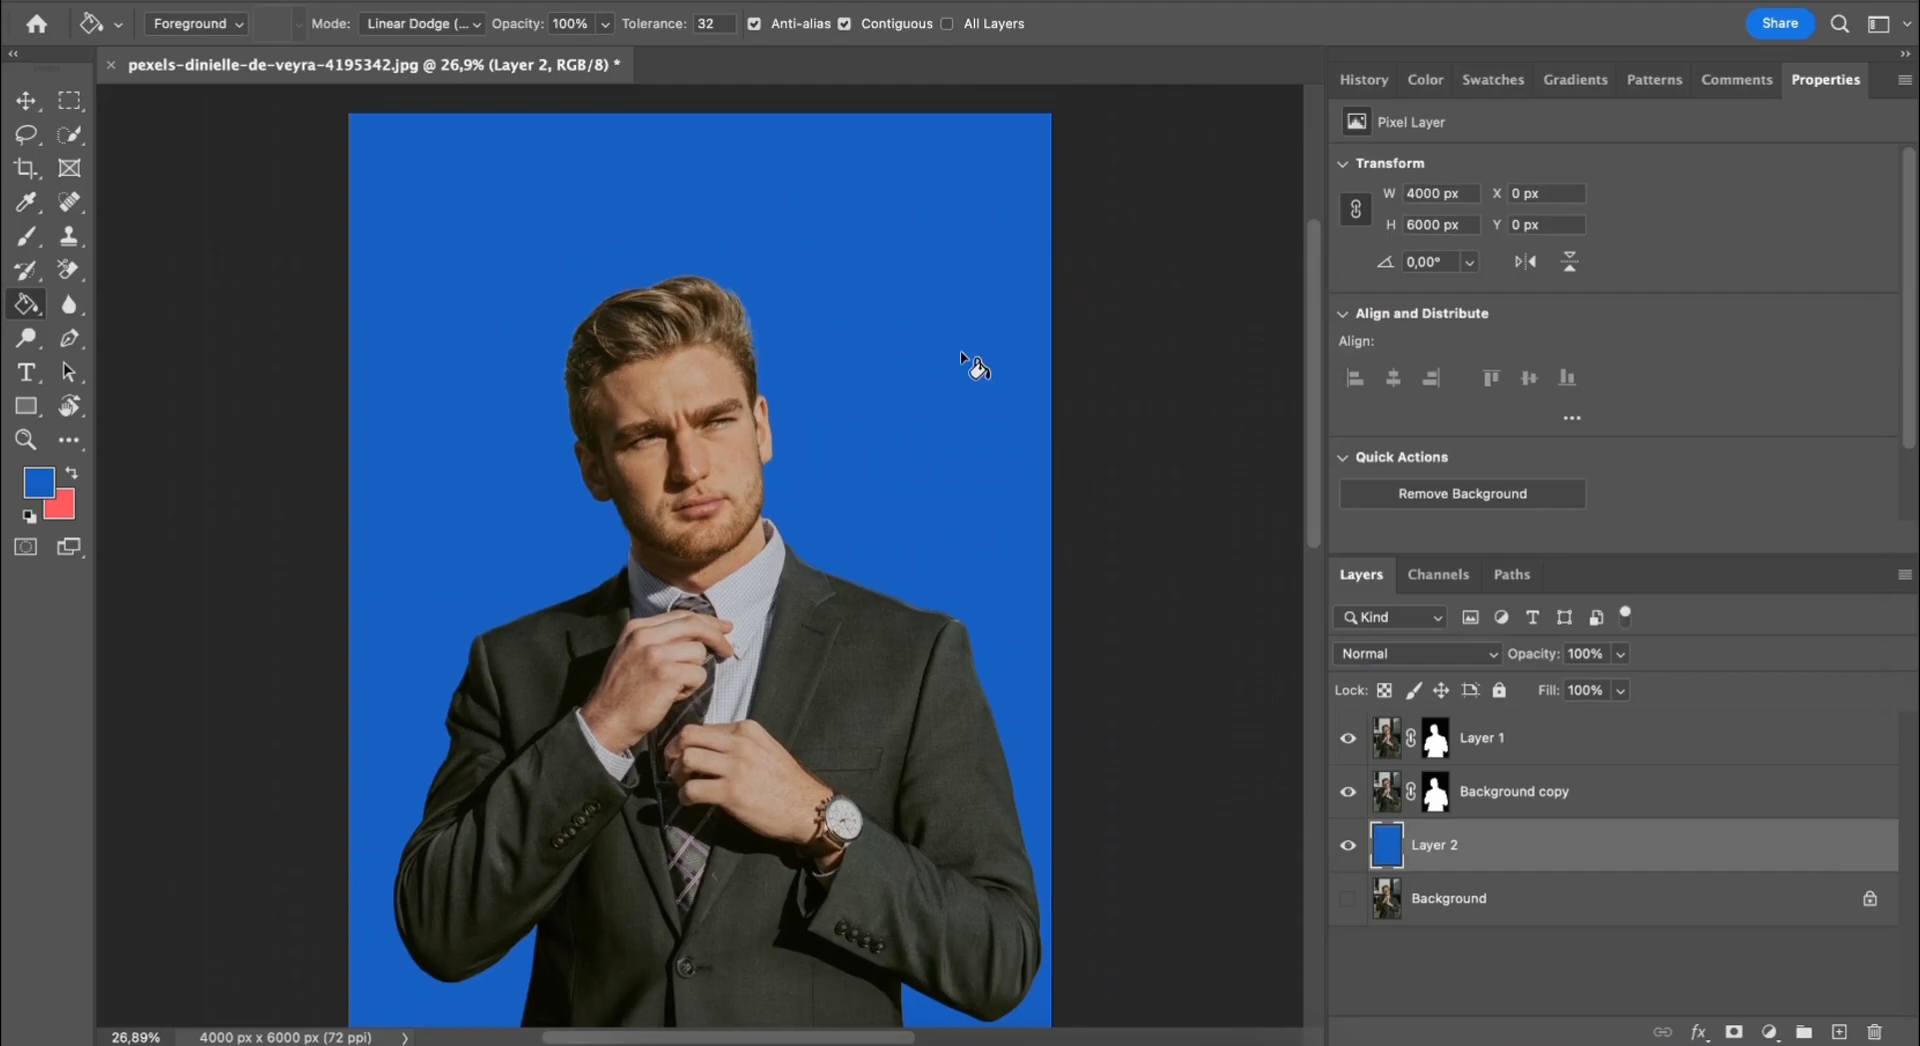 Foreground Mode: Linear Dodge (... Opacity: 100% Tolerance: 32 Anti-alias Contiguous All Layers Share
pexels-dinielle-de-veyra-4195342.jpg @ 26,9% (Layer 2, RGB/8) *
History Color Swatches Gradients Patterns Comments Properties
Pixel Layer
Transform
W 4000 px X 0 px
H 6000 px Y 0 px
0,00°
Align and Distribute
Align:
Quick Actions
Remove Background
Layers Channels Paths
Kind
Normal Opacity: 100%
Lock: Fill: 100%
Layer 1
Background copy
Layer 2
Background
26,89% 4000 px x 6000 px (72 ppi)